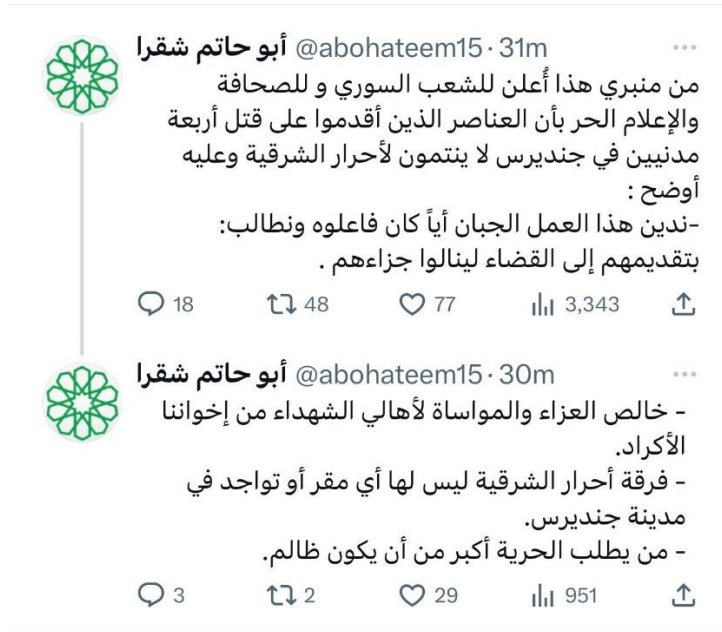 أبو حاتم شقرا @abohateem15 · 31m
من منبري هذا أُعلن للشعب السوري و للصحافة
والإعلام الحر بأن العناصر الذين أقدموا على قتل أربعة
مدنيين في جنديرس لا ينتمون لأحرار الشرقية وعليه
أوضح :
-ندين هذا العمل الجبان أياً كان فاعلوه ونطالب:
بتقديمهم إلى القضاء لينالوا جزاءهم .
18 48 77 3,343
أبو حاتم شقرا @abohateem15 · 30m
- خالص العزاء والمواساة لأهالي الشهداء من إخواننا
الأكراد.
- فرقة أحرار الشرقية ليس لها أي مقر أو تواجد في
مدينة جنديرس.
- من يطلب الحرية أكبر من أن يكون ظالم.
3 2 29 951